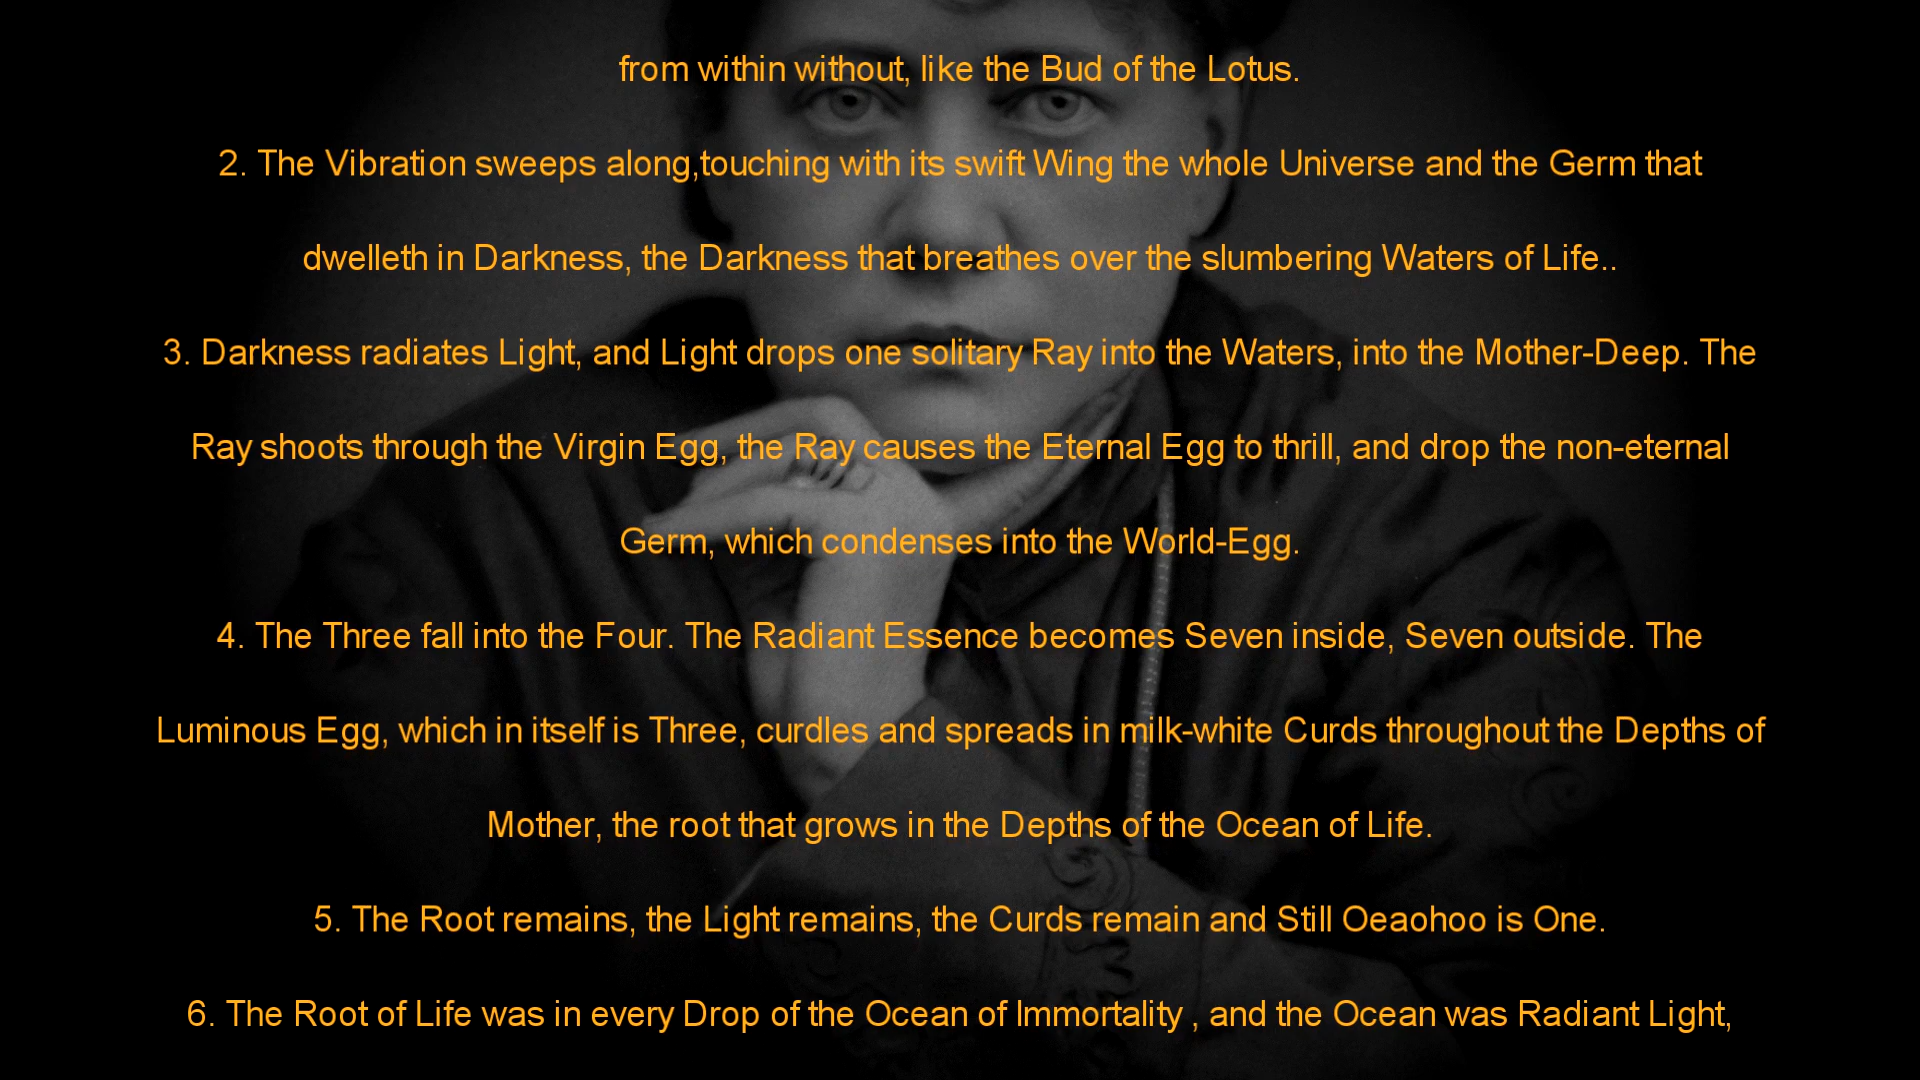 from within without, like the Bud of the Lotus.
2. The Vibration sweeps along,touching with its swift Wing the whole Universe and the Germ that
dwelleth in Darkness, the Darkness that breathes over the slumbering Waters of Life..
3. Darkness radiates Light, and Light drops one solitary Ray into the Waters, into the Mother-Deep. The
Ray shoots through the Virgin Egg, the Ray causes the Eternal Egg to thrill, and drop the non-eternal
Germ, which condenses into the World-Egg.
4. The Three fall into the Four. The Radiant Essence becomes Seven inside, Seven outside. The
Luminous Egg, which in itself is Three, curdles and spreads in milk-white Curds throughout the Depths of
Mother, the root that grows in the Depths of the Ocean of Life.
5. The Root remains, the Light remains, the Curds remain and Still Oeaohoo is One.
6. The Root of Life was in every Drop of the Ocean of Immortality , and the Ocean was Radiant Light,